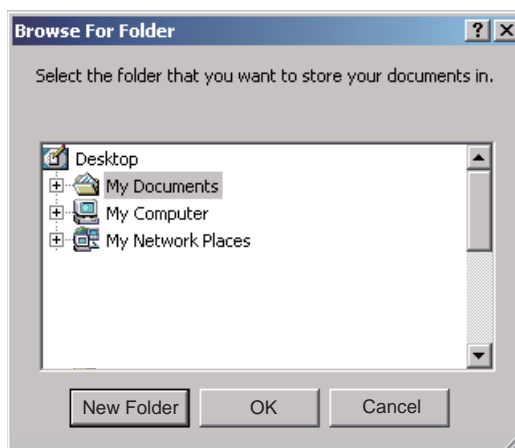 Browse For Folder
Select the folder that you want to store your documents in.
Desktop
My Documents
My Computer
My Network Places
New Folder OK Cancel